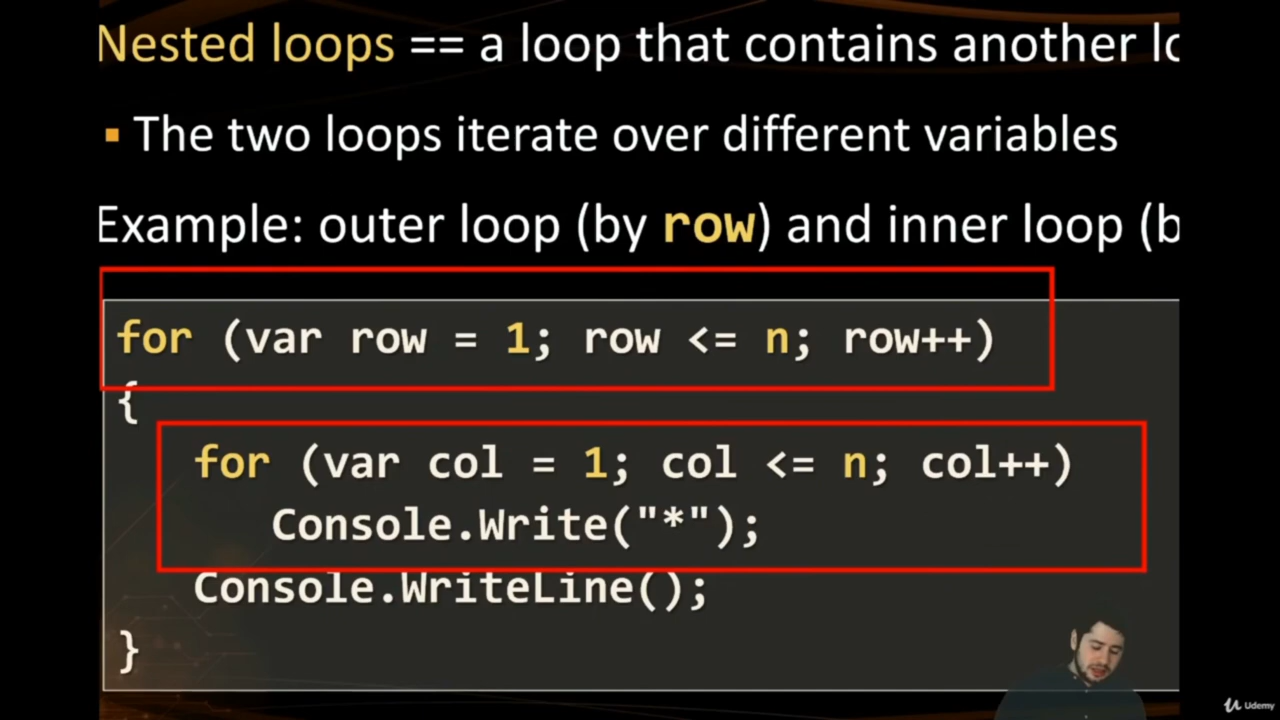 Nested loops == a loop that contains another lo
▪ The two loops iterate over different variables
Example: outer loop (by row) and inner loop (b
for (var row = 1; row <= n; row++)
{
for (var col = 1; col <= n; col++)
Console.Write("*");
Console.WriteLine();
}
Udemy